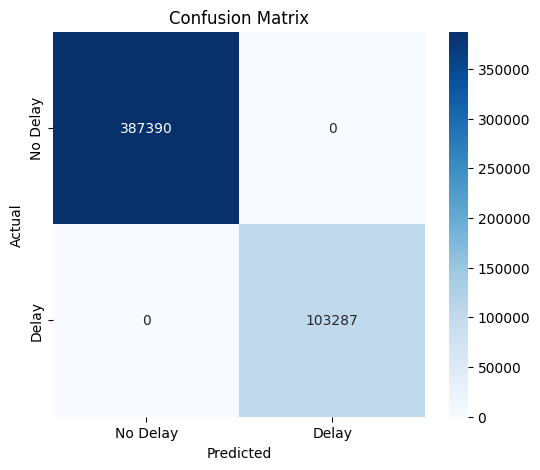 Confusion Matrix
No Delay
387390
0
Delay
0
103287
Actual
No Delay
Delay
Predicted
350000
300000
250000
200000
150000
100000
50000
0